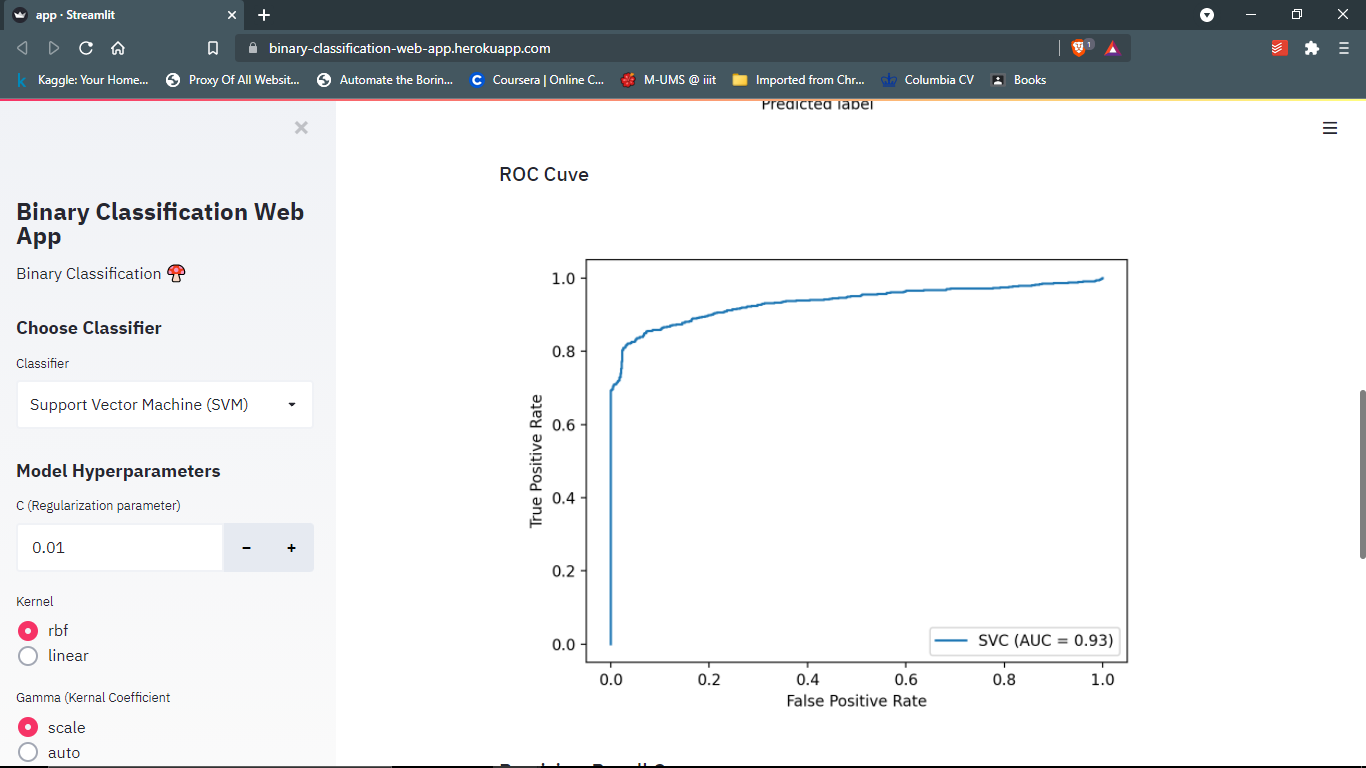 app · Streamlit
binary-classification-web-app.herokuapp.com
1
Kaggle: Your Home...
Proxy Of All Websit...
Automate the Borin...
Coursera | Online C...
M-UMS @ iiit
Imported from Chr...
Columbia CV
Books
Binary Classification Web
App
Binary Classification
Choose Classifier
Classifier
Support Vector Machine (SVM)
Model Hyperparameters
C (Regularization parameter)
0.01
Kernel
rbf
linear
Gamma (Kernal Coefficient
scale
auto
Predicted label
ROC Cuve
True Positive Rate
1.0
0.8
0.6
0.4
0.2
0.0
SVC (AUC = 0.93)
0.0 0.2 0.4 0.6 0.8 1.0
False Positive Rate